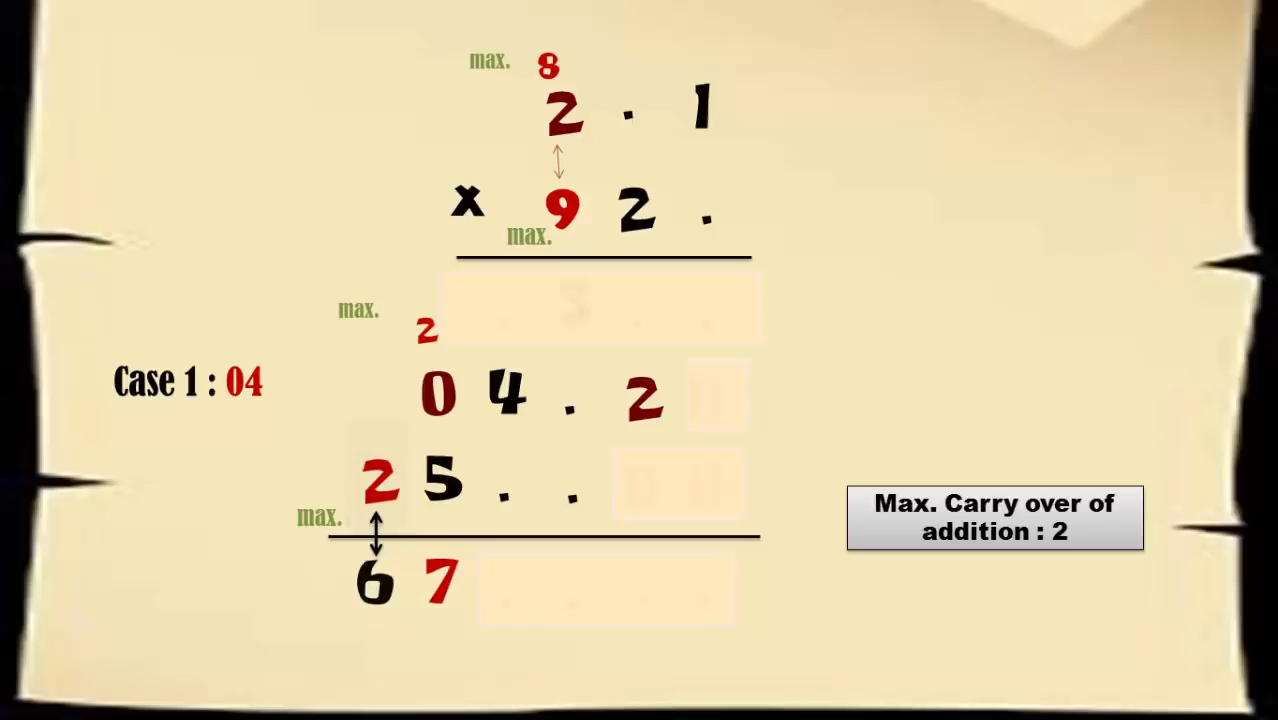 max. 8
2 . 1
x 9 2 .
max.
max. . 3 . .
2
Case 1 : 04
0 4 . 2
2 5 . .
max.
6 7 . . . .
Max. Carry over of
addition : 2